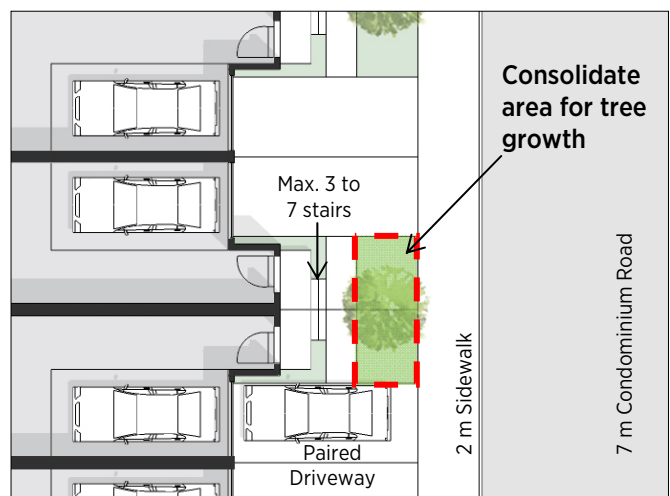 Consolidate
area for tree
growth
Max. 3 to
7 stairs
2 m Sidewalk
7 m Condominium Road
Paired
Driveway